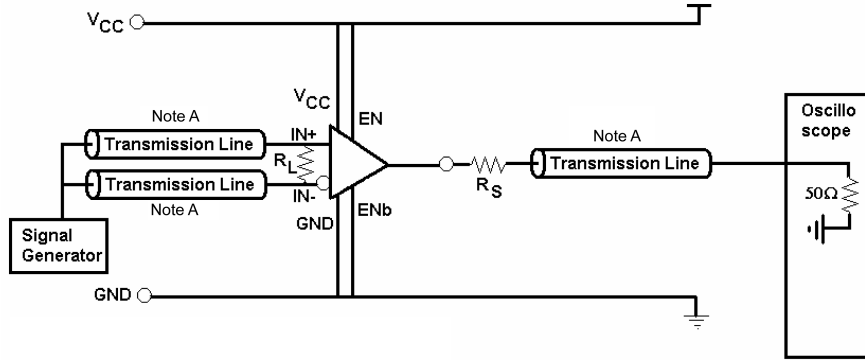 VCC
VCC
EN
Note A
Transmission Line
IN+
RL
Transmission Line
IN-
Note A
GND
ENb
Signal
Generator
GND
RS
Note A
Transmission Line
Oscillo
scope
50Ω